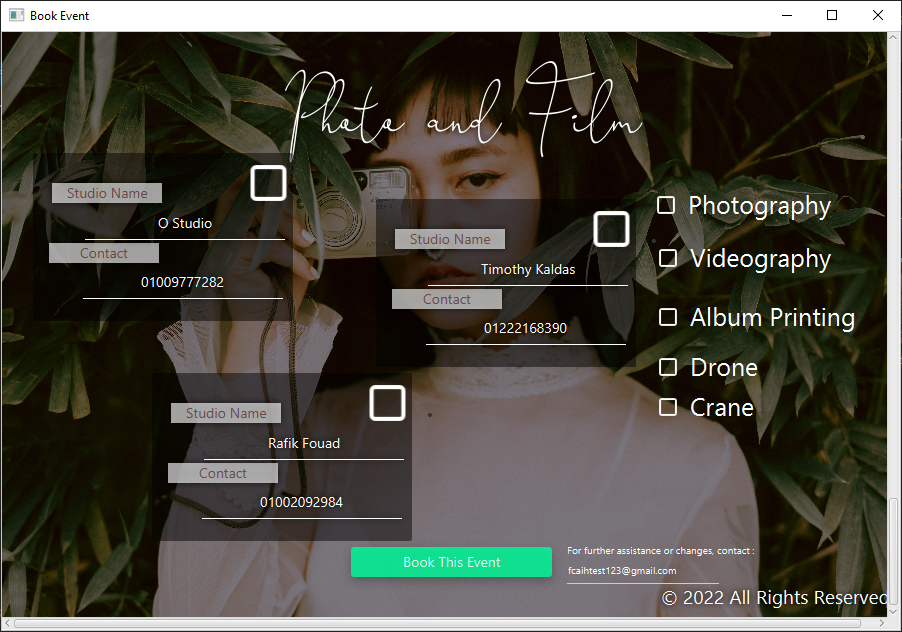 Book Event
Photo and Film
Studio Name
O Studio
Contact
01009777282
Studio Name
Timothy Kaldas
Contact
01222168390
Studio Name
Rafik Fouad
Contact
01002092984
Photography
Videography
Album Printing
Drone
Crane
Book This Event
For further assistance or changes, contact :
fcaihtest123@gmail.com
© 2022 All Rights Reserved